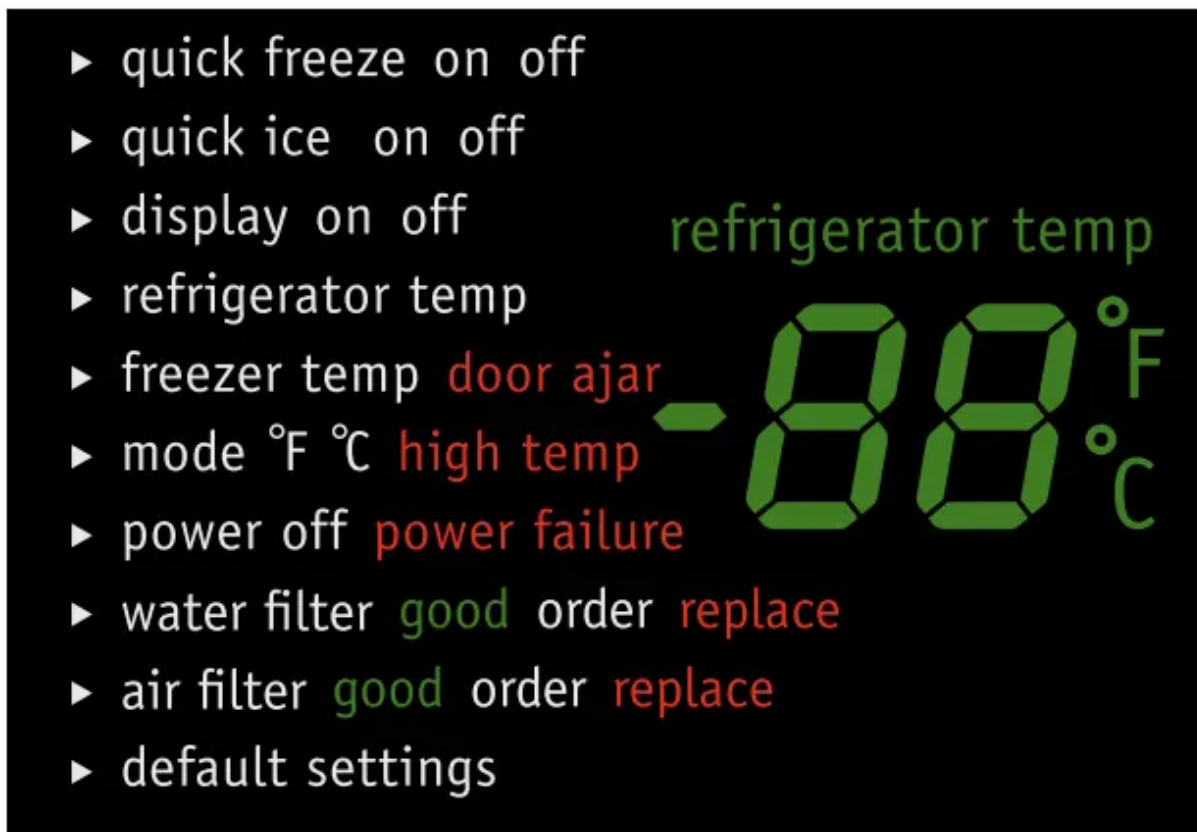 ▸ quick freeze on off
▸ quick ice on off
▸ display on off
refrigerator temp
▸ refrigerator temp
▸ freezer temp door ajar
-88 °F
°C
▸ mode °F °C high temp
▸ power off power failure
▸ water filter good order replace
▸ air filter good order replace
▸ default settings